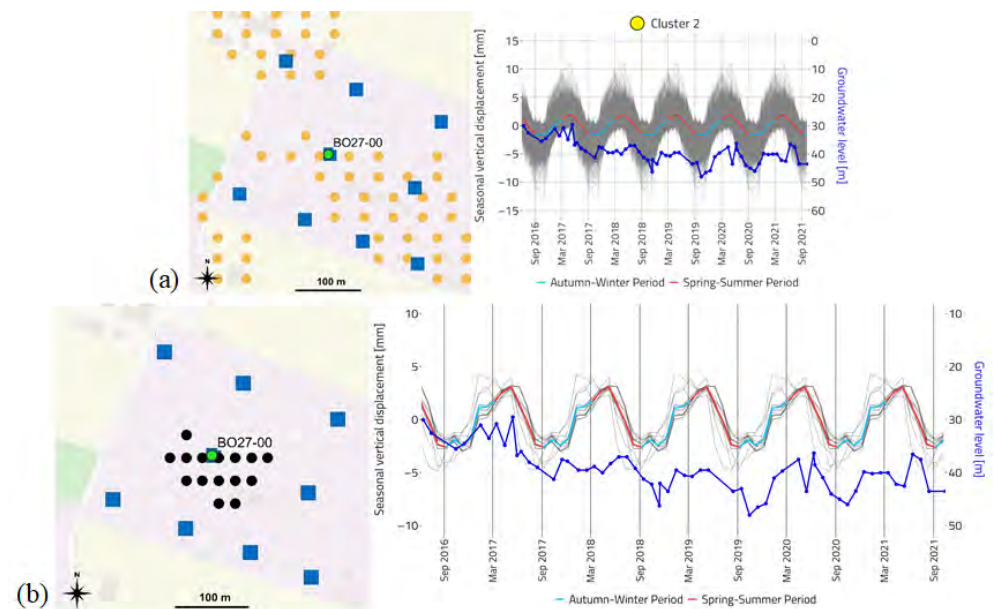 Cluster 2
BO27-00
N
100 m
(a)
Seasonal vertical displacement [mm]
15
10
5
0
−5
−10
−15
0
10
20
30
40
50
60
Groundwater level [m]
Sep 2016
Mar 2017
Sep 2017
Mar 2018
Sep 2018
Mar 2019
Sep 2019
Mar 2020
Sep 2020
Mar 2021
Sep 2021
Autumn-Winter Period
Spring-Summer Period
BO27-00
N
100 m
(b)
Seasonal vertical displacement [mm]
10
5
0
−5
−10
10
20
30
40
50
Groundwater level [m]
Sep 2016
Mar 2017
Sep 2017
Mar 2018
Sep 2018
Mar 2019
Sep 2019
Mar 2020
Sep 2020
Mar 2021
Sep 2021
Autumn-Winter Period
Spring-Summer Period